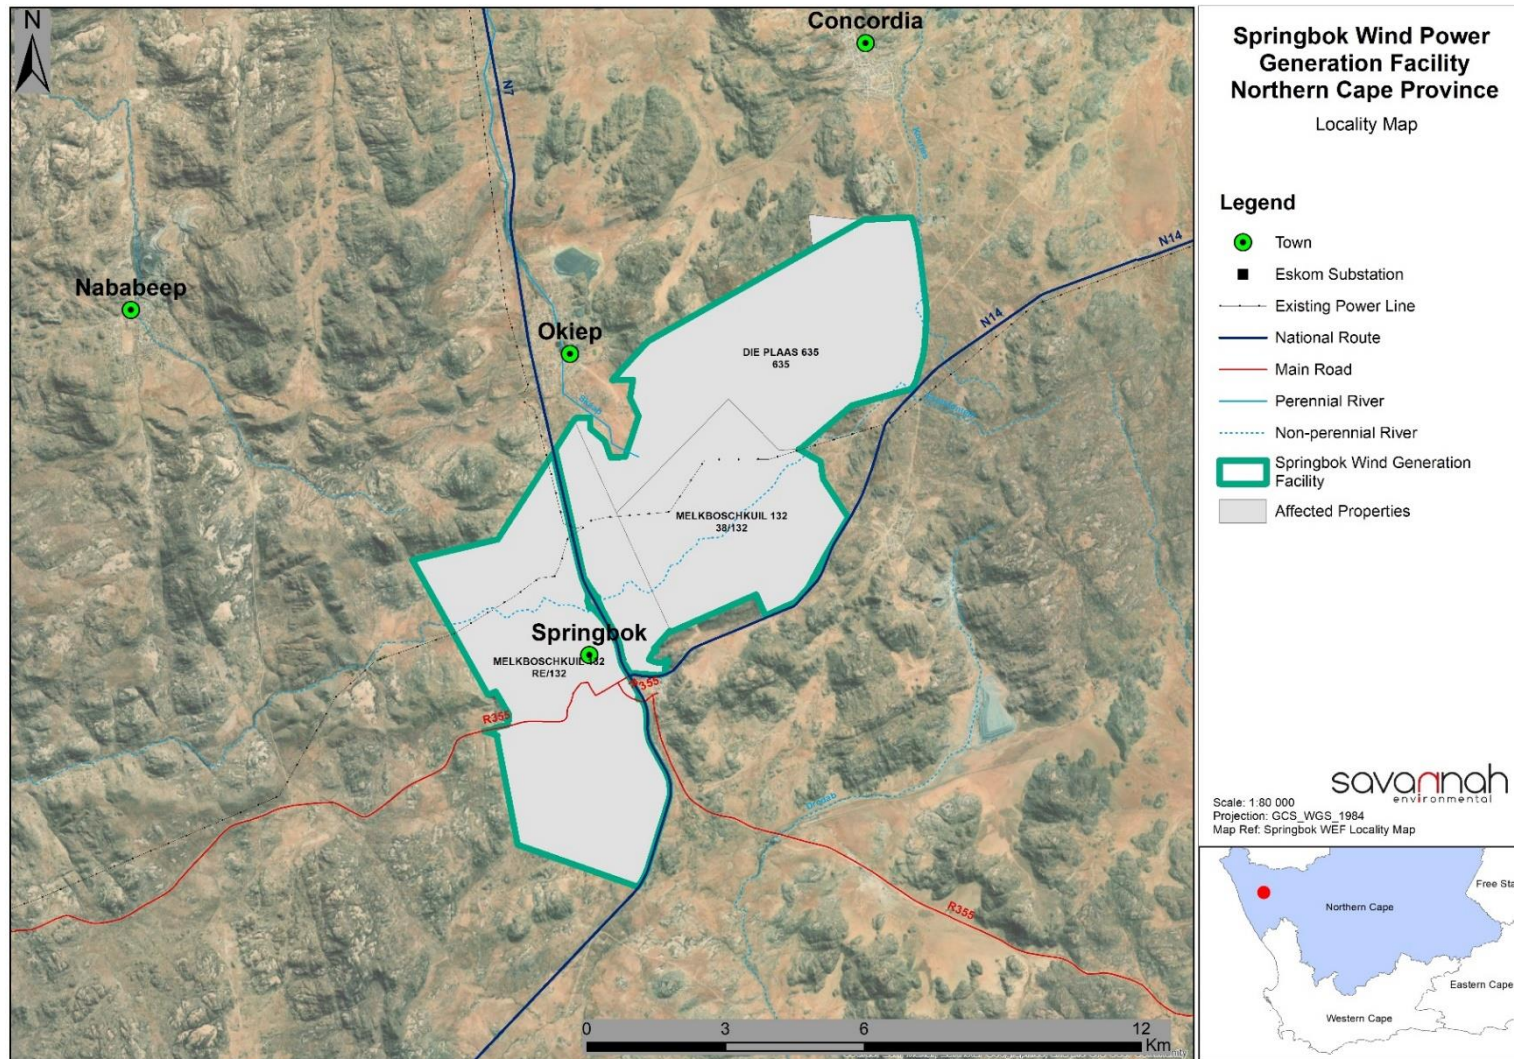 N
Concordia
N7
Nababeep
Okiep
N14
N14
DIE PLAAS 635
635
MELKBOSCHKUIL 132
38/132
Springbok
MELKBOSCHKUIL 132
RE/132
R355
R355
R355
0 3 6 12
Km
Springbok Wind Power
Generation Facility
Northern Cape Province
Locality Map
Legend
Town
Eskom Substation
Existing Power Line
National Route
Main Road
Perennial River
Non-perennial River
Springbok Wind Generation
Facility
Affected Properties
savannah
environmental
Scale: 1:80 000
Projection: GCS_WGS_1984
Map Ref: Springbok WEF Locality Map
Free Sta
Northern Cape
Eastern Cape
Western Cape